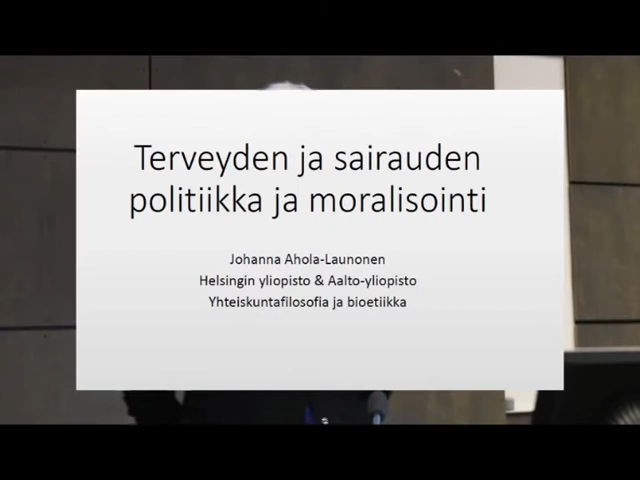 Terveyden ja sairauden
politiikka ja moralisointi
Johanna Ahola-Launonen
Helsingin yliopisto & Aalto-yliopisto
Yhteiskuntafilosofia ja bioetiikka